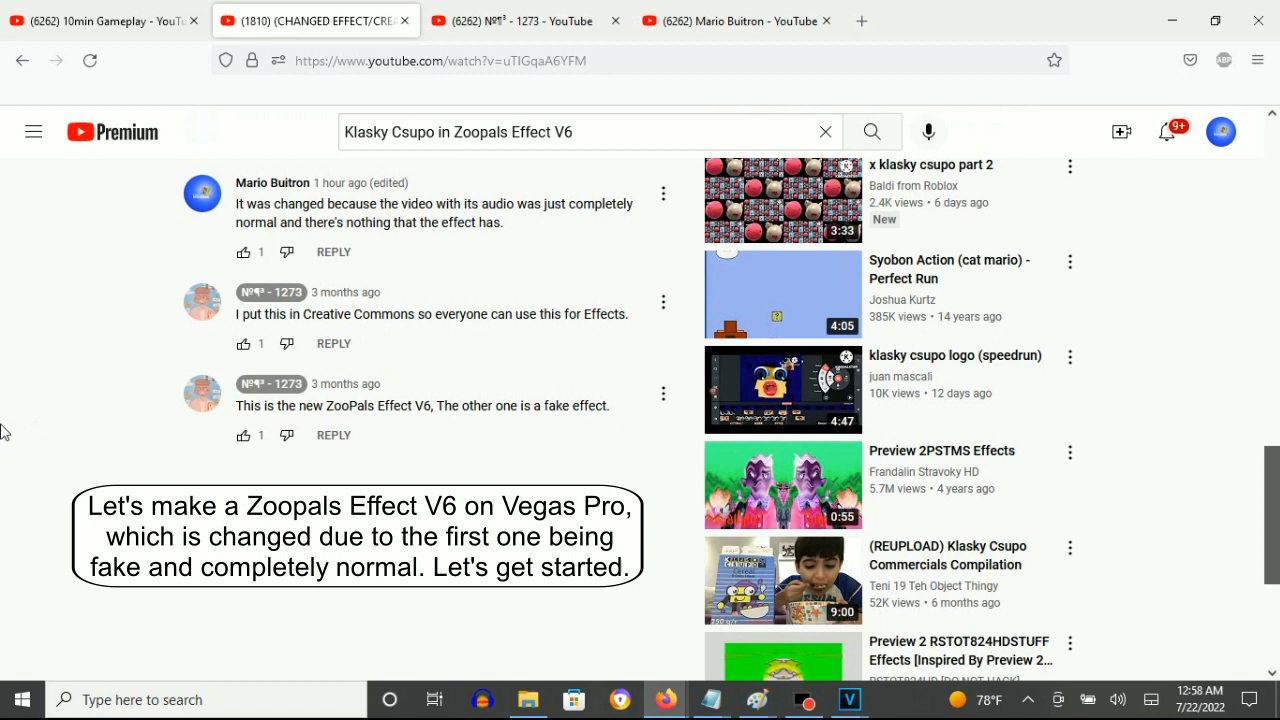 (6262) 10min Gameplay - YouTu
(1810) (CHANGED EFFECT/CREA
(6262) Nº¶³ - 1273 - YouTube
(6262) Mario Buitron - YouTube
https://www.youtube.com/watch?v=uTIGqaA6YFM
ABP
Premium
Klasky Csupo in Zoopals Effect V6
9+
Mario Buitron 1 hour ago (edited)
It was changed because the video with its audio was just completely
normal and there's nothing that the effect has.
1 REPLY
Nº¶³ - 1273 3 months ago
I put this in Creative Commons so everyone can use this for Effects.
1 REPLY
Nº¶³ - 1273 3 months ago
This is the new ZooPals Effect V6, The other one is a fake effect.
1 REPLY
Let's make a Zoopals Effect V6 on Vegas Pro,
which is changed due to the first one being
fake and completely normal. Let's get started.
x klasky csupo part 2
Baldi from Roblox
2.4K views • 6 days ago
New
3:33
Syobon Action (cat mario) -
Perfect Run
Joshua Kurtz
385K views • 14 years ago
4:05
klasky csupo logo (speedrun)
juan mascali
10K views • 12 days ago
4:47
Preview 2PSTMS Effects
Frandalin Stravoky HD
5.7M views • 4 years ago
0:55
(REUPLOAD) Klasky Csupo
Commercials Compilation
Teni 19 Teh Object Thingy
52K views • 6 months ago
9:00
Preview 2 RSTOT824HDSTUFF
Effects [Inspired By Preview 2...
Type here to search
78°F
12:58 AM
7/22/2022